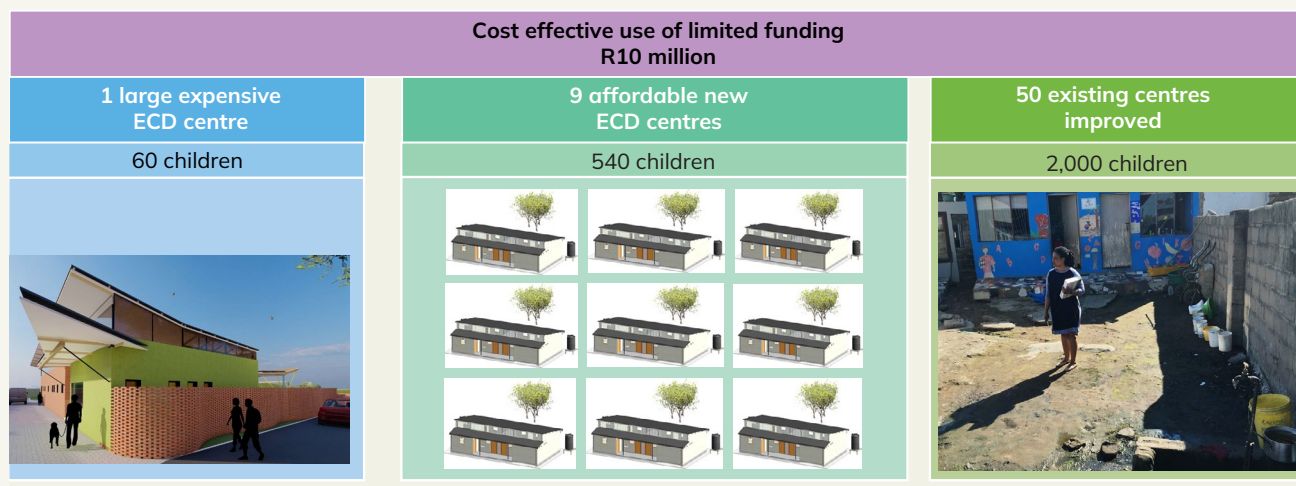 Cost effective use of limited funding
R10 million
1 large expensive
ECD centre
60 children
9 affordable new
ECD centres
540 children
50 existing centres
improved
2,000 children